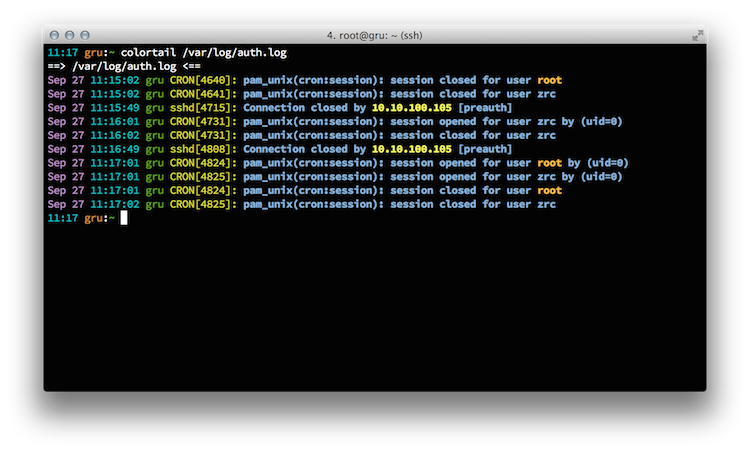 4. root@gru: ~ (ssh)
11:17 gru:~ colortail /var/log/auth.log
==> /var/log/auth.log <==
Sep 27 11:15:02 gru CRON[4640]: pam_unix(cron:session): session closed for user root
Sep 27 11:15:02 gru CRON[4641]: pam_unix(cron:session): session closed for user zrc
Sep 27 11:15:49 gru sshd[4715]: Connection closed by 10.10.100.105 [preauth]
Sep 27 11:16:01 gru CRON[4731]: pam_unix(cron:session): session opened for user zrc by (uid=0)
Sep 27 11:16:02 gru CRON[4731]: pam_unix(cron:session): session closed for user zrc
Sep 27 11:16:49 gru sshd[4808]: Connection closed by 10.10.100.105 [preauth]
Sep 27 11:17:01 gru CRON[4824]: pam_unix(cron:session): session opened for user root by (uid=0)
Sep 27 11:17:01 gru CRON[4825]: pam_unix(cron:session): session opened for user zrc by (uid=0)
Sep 27 11:17:01 gru CRON[4824]: pam_unix(cron:session): session closed for user root
Sep 27 11:17:02 gru CRON[4825]: pam_unix(cron:session): session closed for user zrc
11:17 gru:~